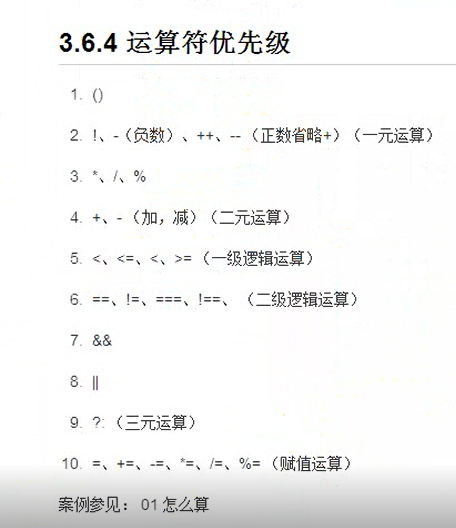 3.6.4 运算符优先级
1. ()
2. !、-（负数）、++、--（正数省略+）（一元运算）
3. *、/、%
4. +、-（加，减）（二元运算）
5. <、<=、<、>=（一级逻辑运算）
6. ==、!=、===、!==、 （二级逻辑运算）
7. &&
8. ||
9. ?:（三元运算）
10. =、+=、-=、*=、/=、%=（赋值运算）
案例参见： 01 怎么算